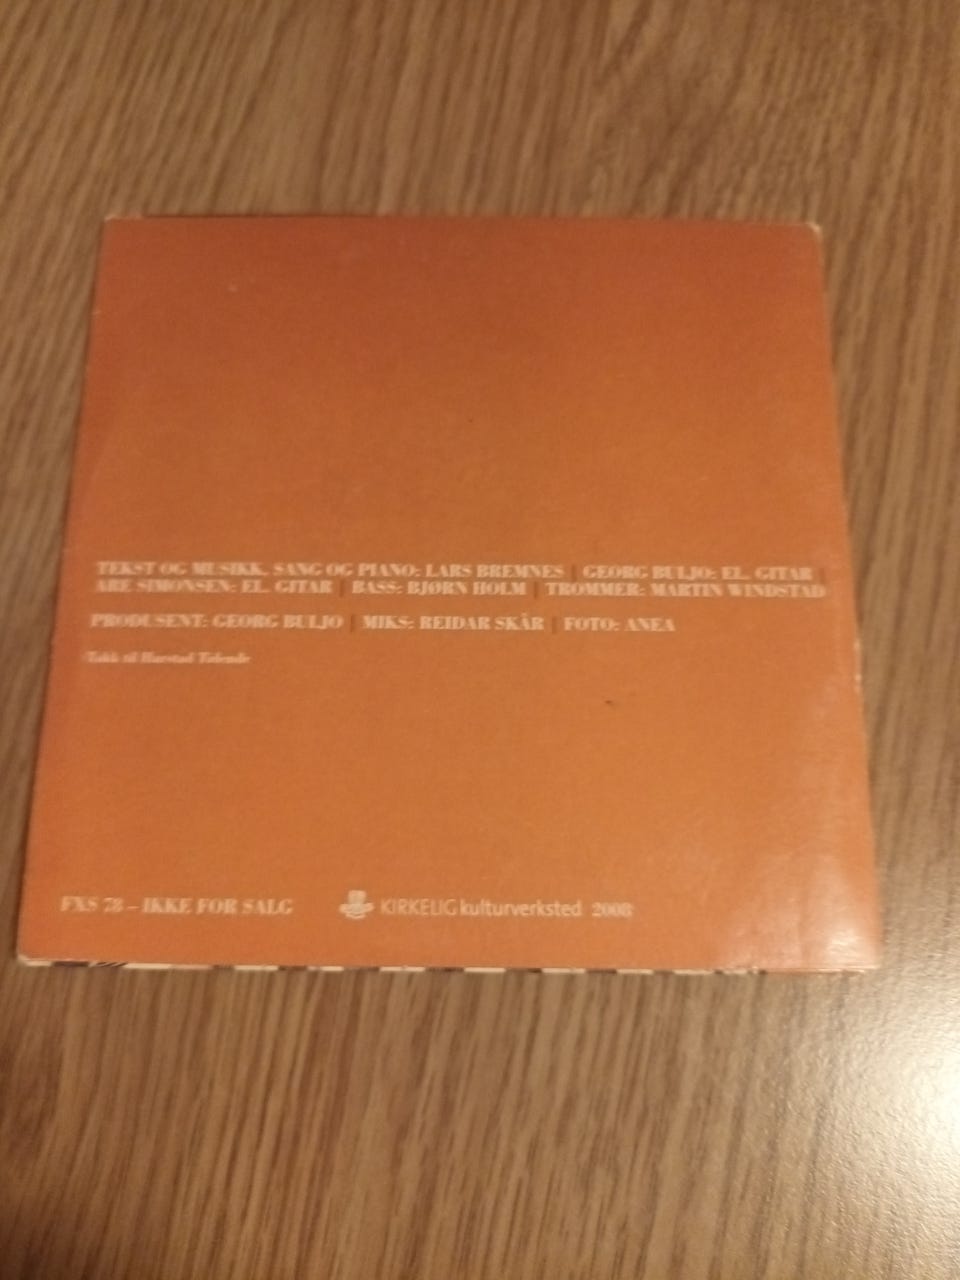 TEKST OG MUSIKK, SANG OG PIANO: LARS BREMNES | GEORG BULJO: EL. GITAR |
ARE SIMONSEN: EL. GITAR | BASS: BJØRN HOLM | TROMMER: MARTIN WINDSTAD
PRODUSENT: GEORG BULJO | MIKS: REIDAR SKÅR | FOTO: ANEA
Takk til Harstad Tidende
FXS 78 – IKKE FOR SALG
KIRKELIG kulturverksted 2008